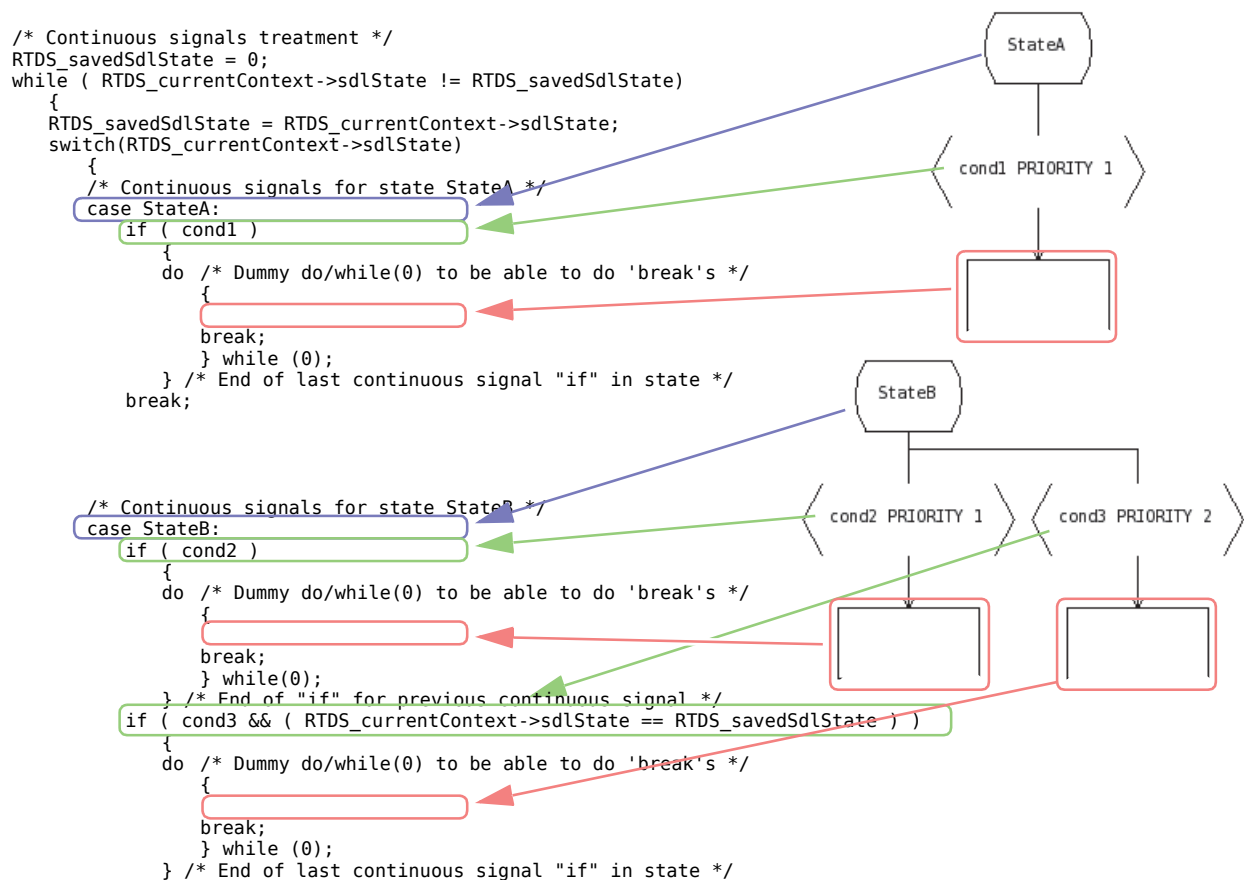 /* Continuous signals treatment */
RTDS_savedSdlState = 0;
while ( RTDS_currentContext->sdlState != RTDS_savedSdlState)
{
RTDS_savedSdlState = RTDS_currentContext->sdlState;
switch(RTDS_currentContext->sdlState)
{
/* Continuous signals for state StateA */
case StateA:
if ( cond1 )
{
do /* Dummy do/while(0) to be able to do 'break's */
{
break;
} while (0);
} /* End of last continuous signal "if" in state */
break;
/* Continuous signals for state StateB */
case StateB:
if ( cond2 )
{
do /* Dummy do/while(0) to be able to do 'break's */
{
break;
} while(0);
} /* End of "if" for previous continuous signal */
if ( cond3 && ( RTDS_currentContext->sdlState == RTDS_savedSdlState ) )
{
do /* Dummy do/while(0) to be able to do 'break's */
{
break;
} while (0);
} /* End of last continuous signal "if" in state */
StateA
cond1 PRIORITY 1
StateB
cond2 PRIORITY 1
cond3 PRIORITY 2